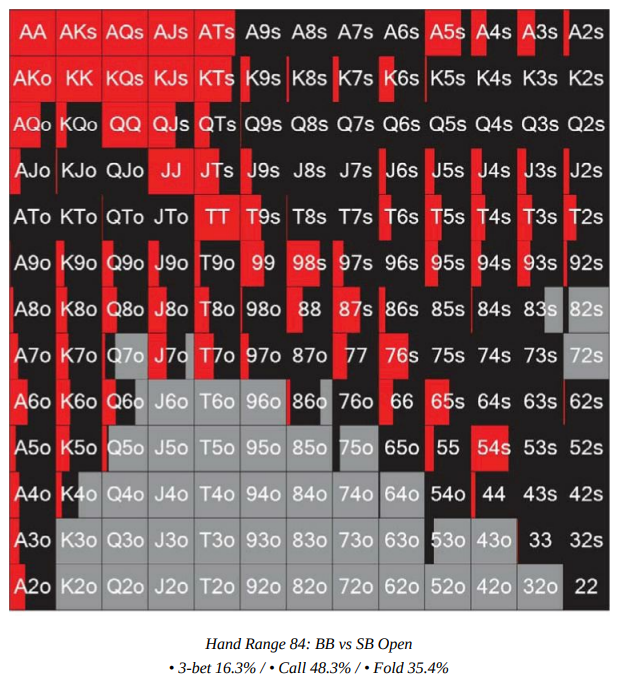 AA AKs AQs AJs ATs A9s A8s A7s A6s A5s A4s A3s A2s
AKo KK KQs KJs KTs K9s K8s K7s K6s K5s K4s K3s K2s
AQo KQo QQ QJs QTs Q9s Q8s Q7s Q6s Q5s Q4s Q3s Q2s
AJo KJo QJo JJ JTs J9s J8s J7s J6s J5s J4s J3s J2s
ATo KTo QTo JTo TT T9s T8s T7s T6s T5s T4s T3s T2s
A9o K9o Q9o J9o T9o 99 98s 97s 96s 95s 94s 93s 92s
A8o K8o Q8o J8o T8o 98o 88 87s 86s 85s 84s 83s 82s
A7o K7o Q7o J7o T7o 97o 87o 77 76s 75s 74s 73s 72s
A6o K6o Q6o J6o T6o 96o 86o 76o 66 65s 64s 63s 62s
A5o K5o Q5o J5o T5o 95o 85o 75o 65o 55 54s 53s 52s
A4o K4o Q4o J4o T4o 94o 84o 74o 64o 54o 44 43s 42s
A3o K3o Q3o J3o T3o 93o 83o 73o 63o 53o 43o 33 32s
A2o K2o Q2o J2o T2o 92o 82o 72o 62o 52o 42o 32o 22
Hand Range 84: BB vs SB Open
• 3-bet 16.3% / • Call 48.3% / • Fold 35.4%